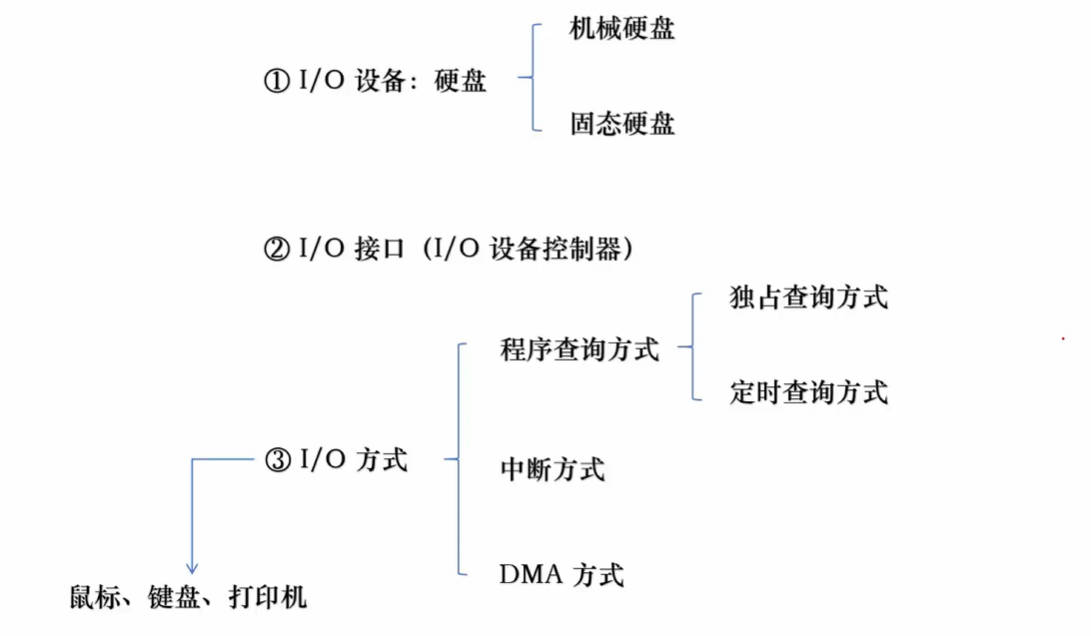 机械硬盘
① I/O 设备：硬盘
固态硬盘
② I/O 接口（I/O 设备控制器）
独占查询方式
程序查询方式
定时查询方式
③ I/O 方式
中断方式
DMA 方式
鼠标、键盘、打印机